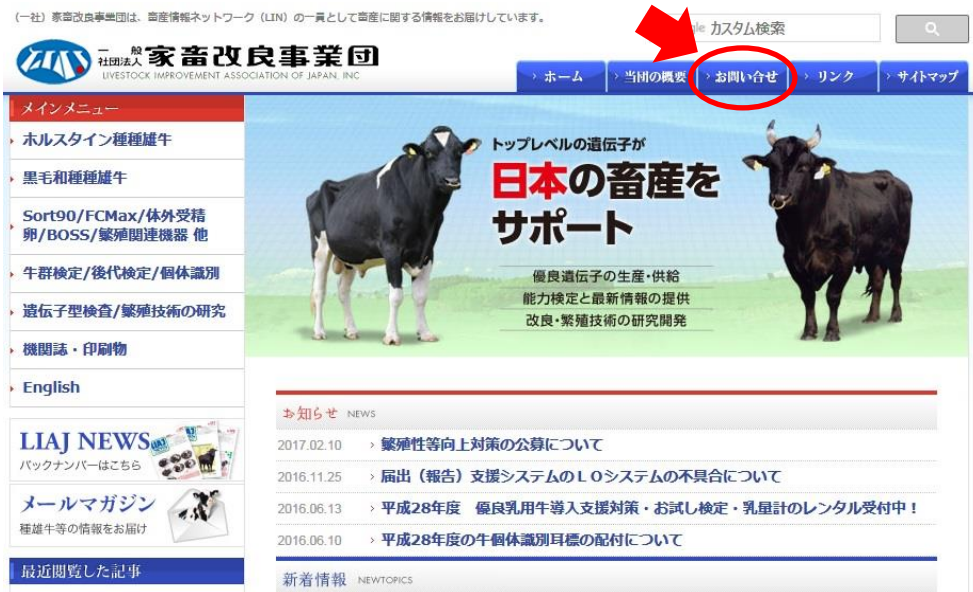 (一社) 家畜改良事業団は、畜産情報ネットワーク (LIN) の一員として畜産に関する情報をお届けしています。
カスタム検索
LIAJ 一般社団法人 家畜改良事業団
LIVESTOCK IMPROVEMENT ASSOCIATION OF JAPAN, INC
ホーム
当団の概要
お問い合せ
リンク
サイトマップ
メインメニュー
ホルスタイン種種雄牛
黒毛和種種雄牛
Sort90/FCMax/体外受精
卵/BOSS/繁殖関連機器 他
牛群検定/後代検定/個体識別
遺伝子型検査/繁殖技術の研究
機関誌・印刷物
English
LIAJ NEWS
バックナンバーはこちら
メールマガジン
種雄牛等の情報をお届け
最近閲覧した記事
トップレベルの遺伝子が
日本の畜産を
サポート
優良遺伝子の生産・供給
能力検定と最新情報の提供
改良・繁殖技術の研究開発
お知らせ NEWS
2017.02.10 繁殖性等向上対策の公募について
2016.11.25 届出（報告）支援システムのLOシステムの不具合について
2016.06.13 平成28年度 優良乳用牛導入支援対策・お試し検定・乳量計のレンタル受付中！
2016.06.10 平成28年度の牛個体識別耳標の配付について
新着情報 NEWTOPICS